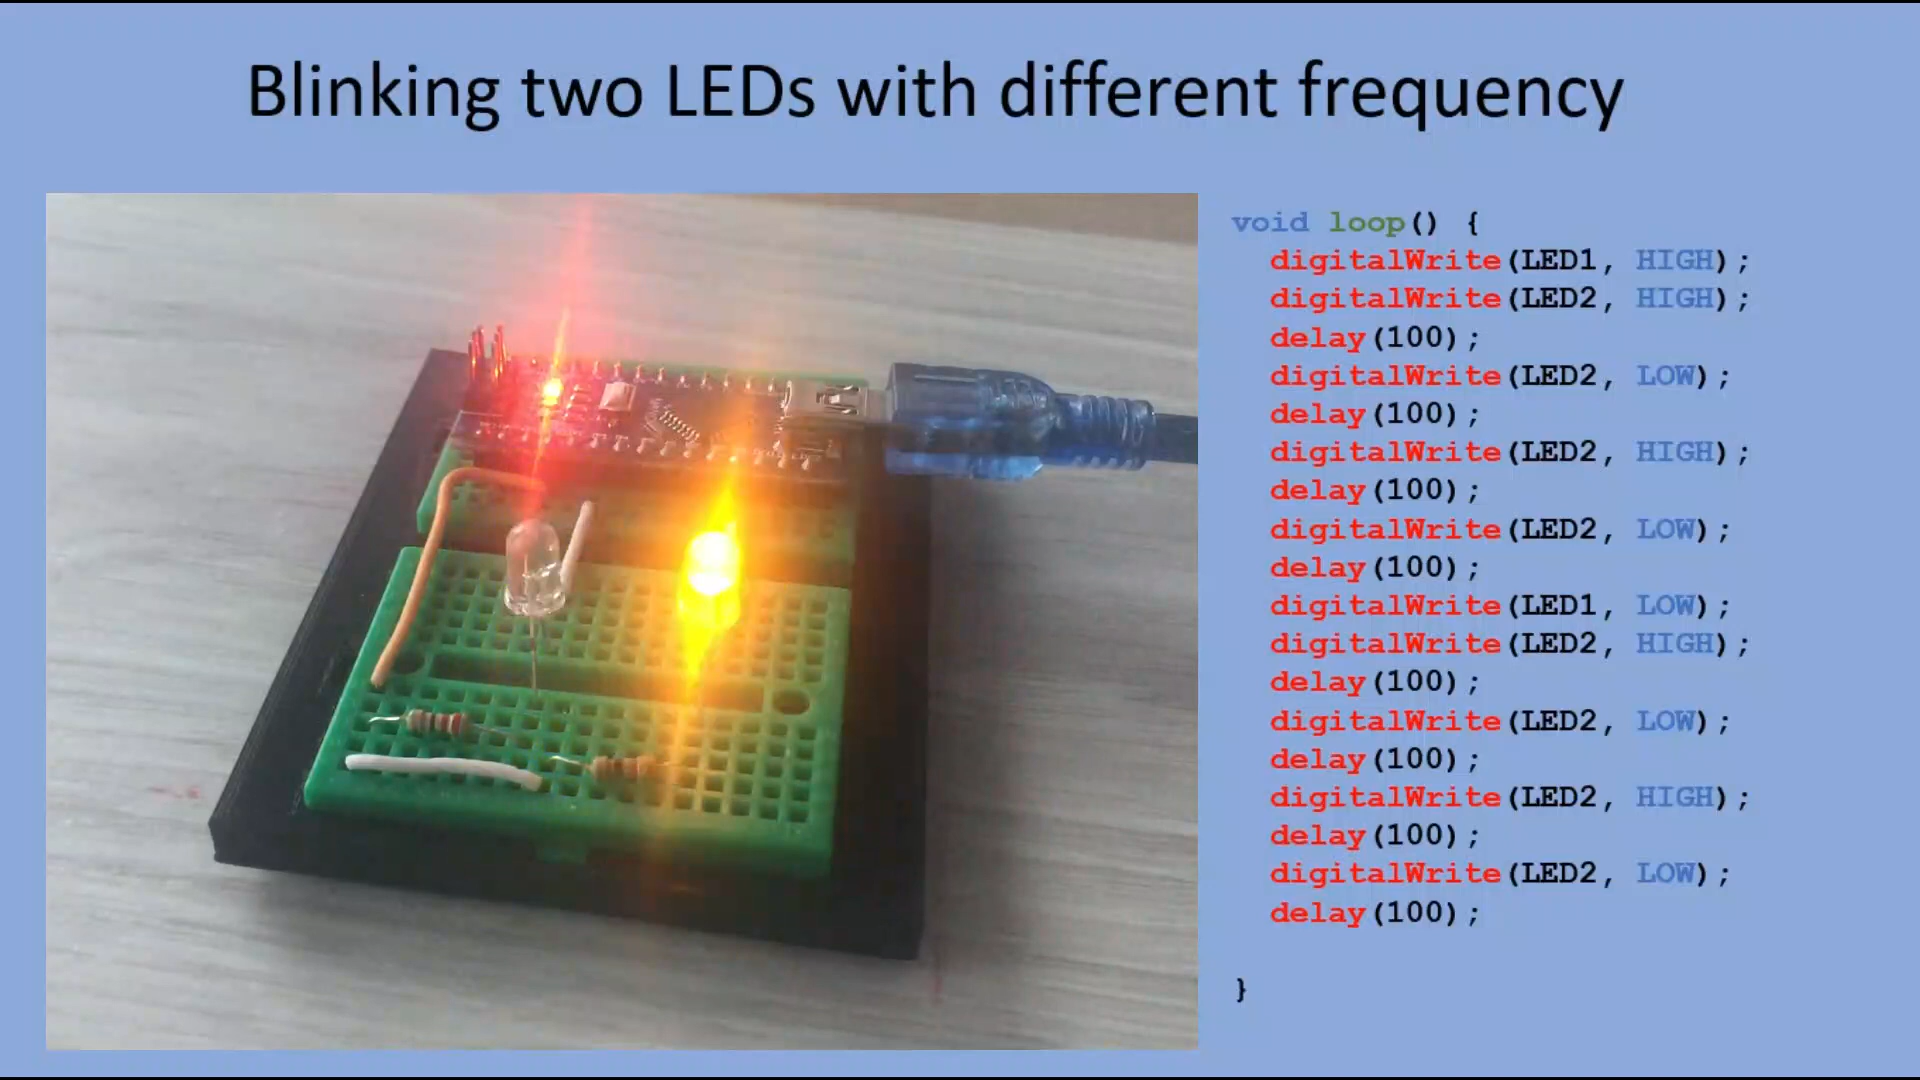 Blinking two LEDs with different frequency
void loop() {
digitalWrite(LED1, HIGH);
digitalWrite(LED2, HIGH);
delay(100);
digitalWrite(LED2, LOW);
delay(100);
digitalWrite(LED2, HIGH);
delay(100);
digitalWrite(LED2, LOW);
delay(100);
digitalWrite(LED1, LOW);
digitalWrite(LED2, HIGH);
delay(100);
digitalWrite(LED2, LOW);
delay(100);
digitalWrite(LED2, HIGH);
delay(100);
digitalWrite(LED2, LOW);
delay(100);
}